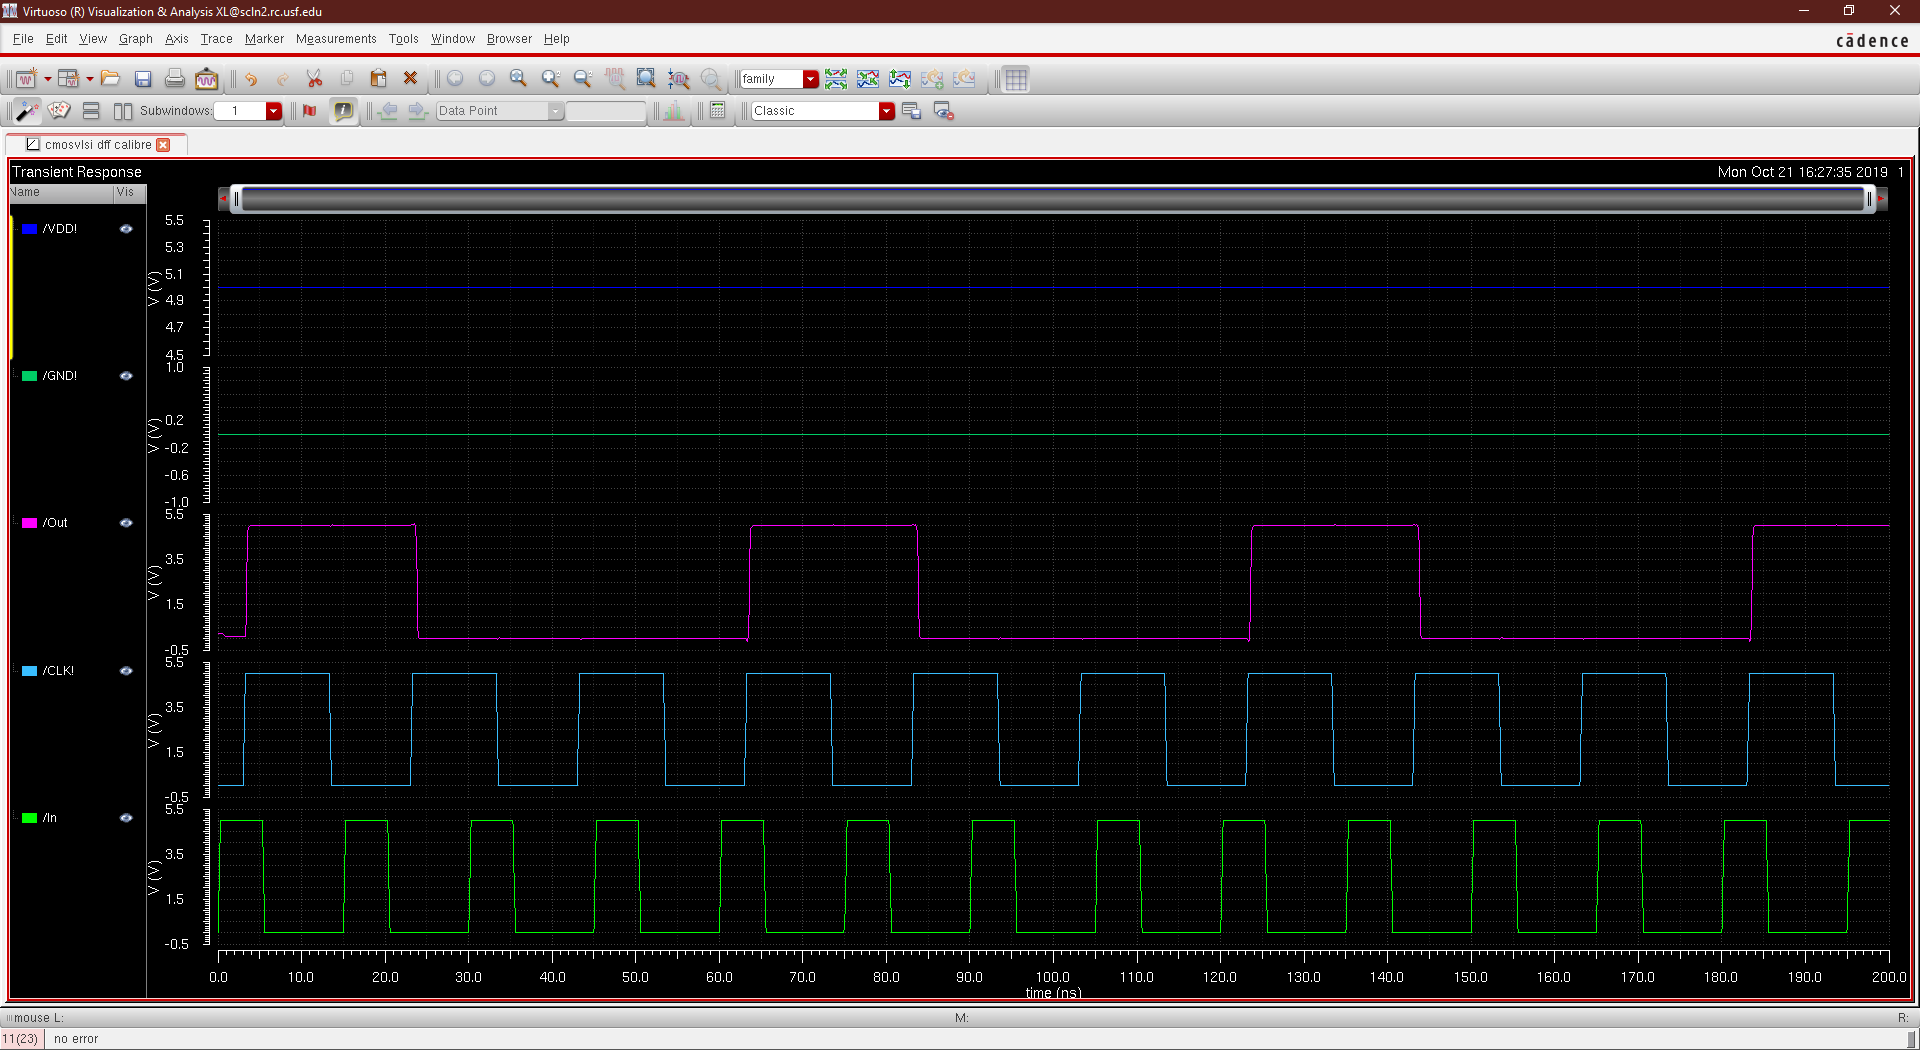 Virtuoso (R) Visualization & Analysis XL@scln2.rc.usf.edu
File Edit View Graph Axis Trace Marker Measurements Tools Window Browser Help
cādence
family
Subwindows: 1 Data Point Classic
cmosvlsi dff calibre
Transient Response Mon Oct 21 16:27:35 2019 1
Name Vis
/VDD!
5.5
5.3
5.1
4.9
4.7
4.5
V (V)
/GND!
1.0
0.2
-0.2
-0.6
-1.0
V (V)
/Out
5.5
3.5
1.5
-0.5
V (V)
/CLK!
5.5
3.5
1.5
-0.5
V (V)
/In
5.5
3.5
1.5
-0.5
V (V)
0.0 10.0 20.0 30.0 40.0 50.0 60.0 70.0 80.0 90.0 100.0 110.0 120.0 130.0 140.0 150.0 160.0 170.0 180.0 190.0 200.0
time (ns)
mouse L: M: R:
11(23) no error